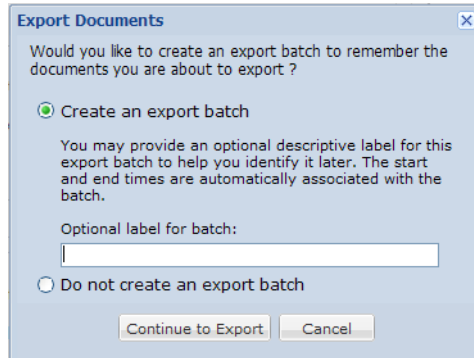 Export Documents
Would you like to create an export batch to remember the
documents you are about to export ?
Create an export batch
You may provide an optional descriptive label for this
export batch to help you identify it later. The start
and end times are automatically associated with the
batch.
Optional label for batch:
Do not create an export batch
Continue to Export Cancel